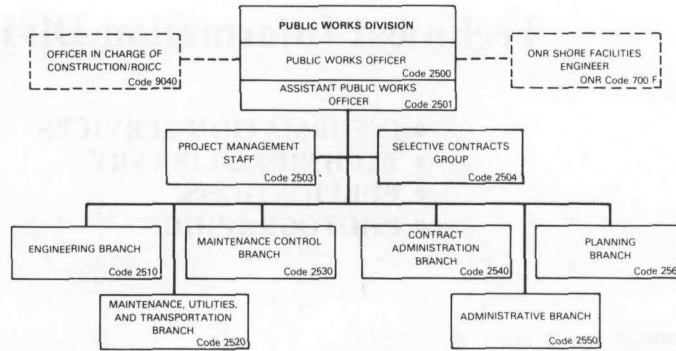 PUBLIC WORKS DIVISION
PUBLIC WORKS OFFICER
Code 2500
ASSISTANT PUBLIC WORKS
OFFICER
Code 2501
OFFICER IN CHARGE OF
CONSTRUCTION/ROICC
Code 9040
ONR SHORE FACILITIES
ENGINEER
ONR Code 700 F
PROJECT MANAGEMENT
STAFF
Code 2503
SELECTIVE CONTRACTS
GROUP
Code 2504
ENGINEERING BRANCH
Code 2510
MAINTENANCE CONTROL
BRANCH
Code 2530
CONTRACT
ADMINISTRATION
BRANCH
Code 2540
PLANNING
BRANCH
Code 256
MAINTENANCE, UTILITIES,
AND TRANSPORTATION
BRANCH
Code 2520
ADMINISTRATIVE BRANCH
Code 2550